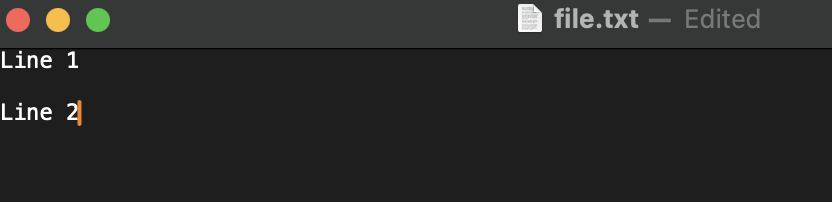 file.txt — Edited
Line 1
Line 2